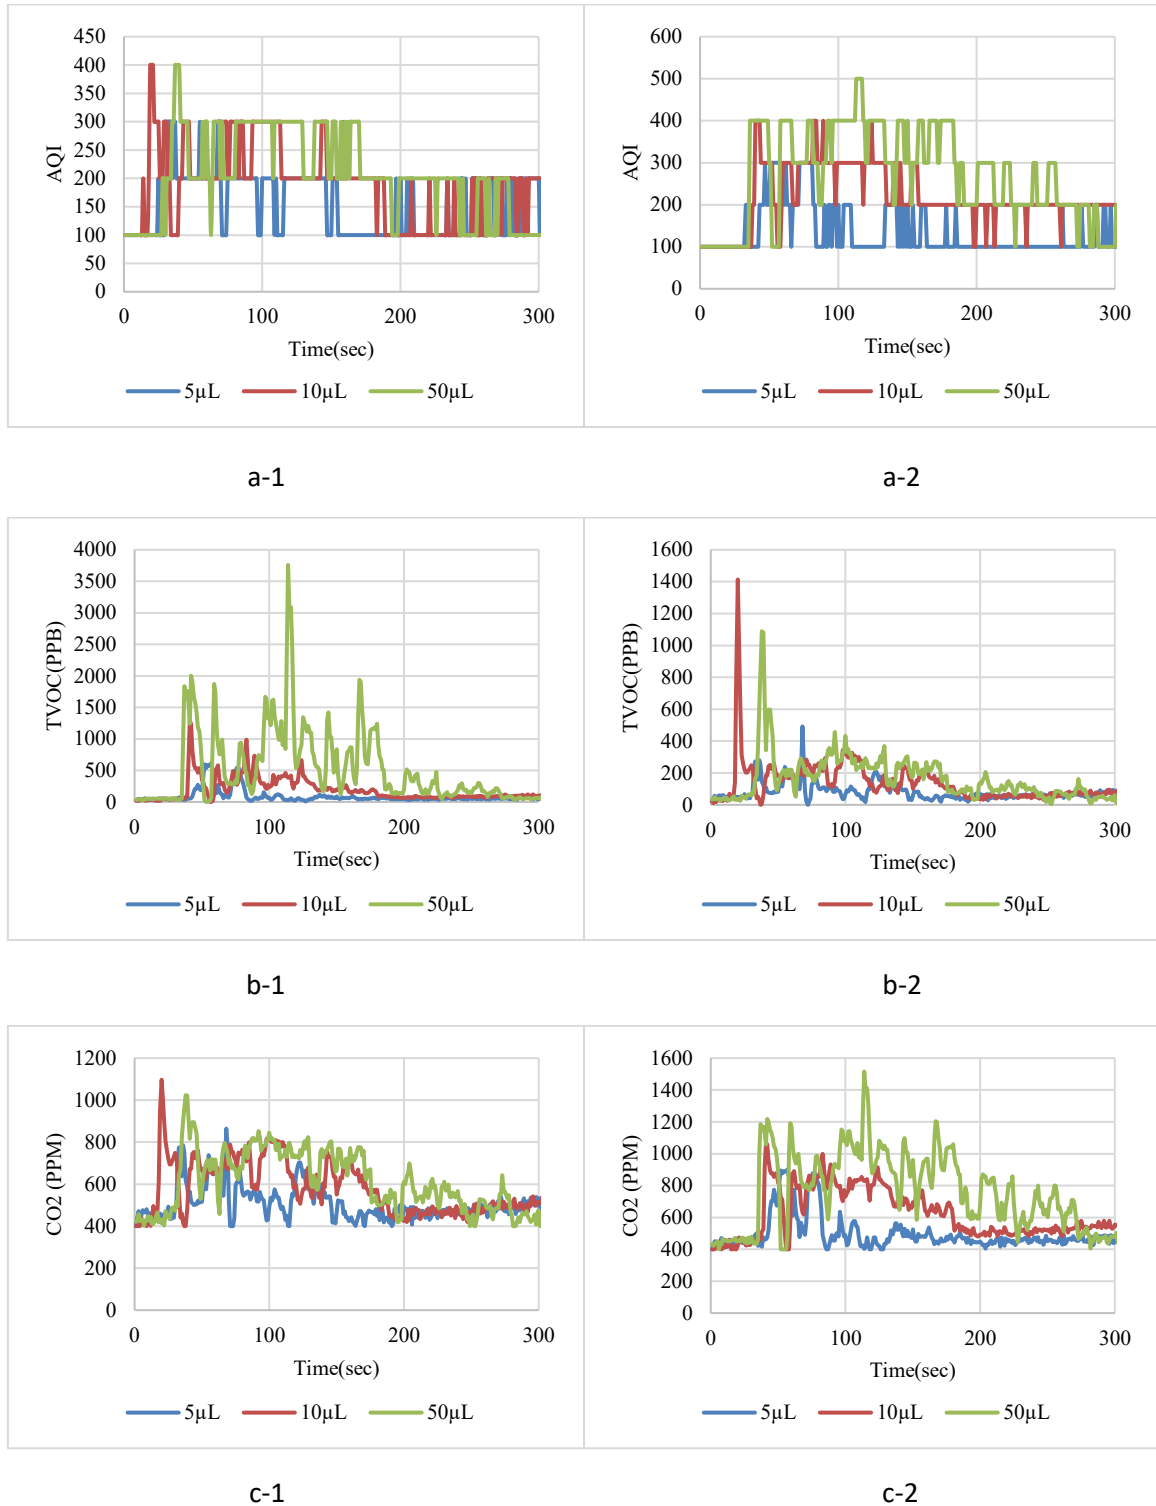 450
400
350
300
250
200
150
100
50
0
AQI
0 100 200 300
Time(sec)
5µL 10µL 50µL
a-1
600
500
400
300
200
100
0
AQI
0 100 200 300
Time(sec)
5µL 10µL 50µL
a-2
4000
3500
3000
2500
2000
1500
1000
500
0
TVOC(PPB)
0 100 200 300
Time(sec)
5µL 10µL 50µL
b-1
1600
1400
1200
1000
800
600
400
200
0
TVOC(PPB)
0 100 200 300
Time(sec)
5µL 10µL 50µL
b-2
1200
1000
800
600
400
200
0
CO2 (PPM)
0 100 200 300
Time(sec)
5µL 10µL 50µL
c-1
1600
1400
1200
1000
800
600
400
200
0
CO2 (PPM)
0 100 200 300
Time(sec)
5µL 10µL 50µL
c-2